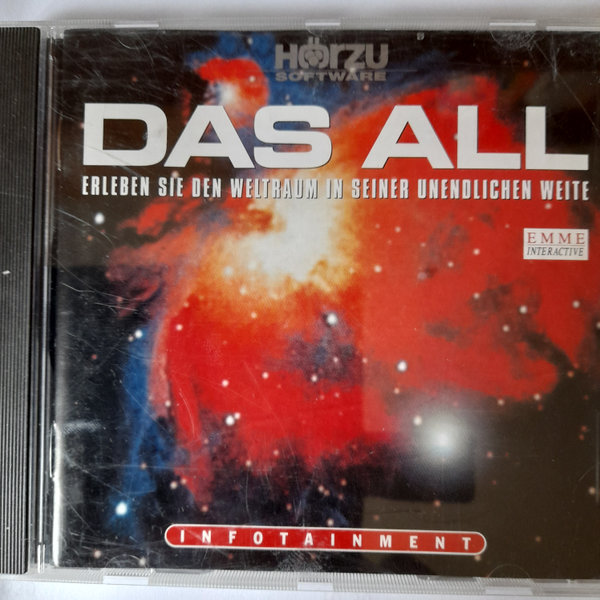 HÖRZU
SOFTWARE
DAS ALL
ERLEBEN SIE DEN WELTRAUM IN SEINER UNENDLICHEN WEITE
EMME
INTERACTIVE
INFOTAINMENT